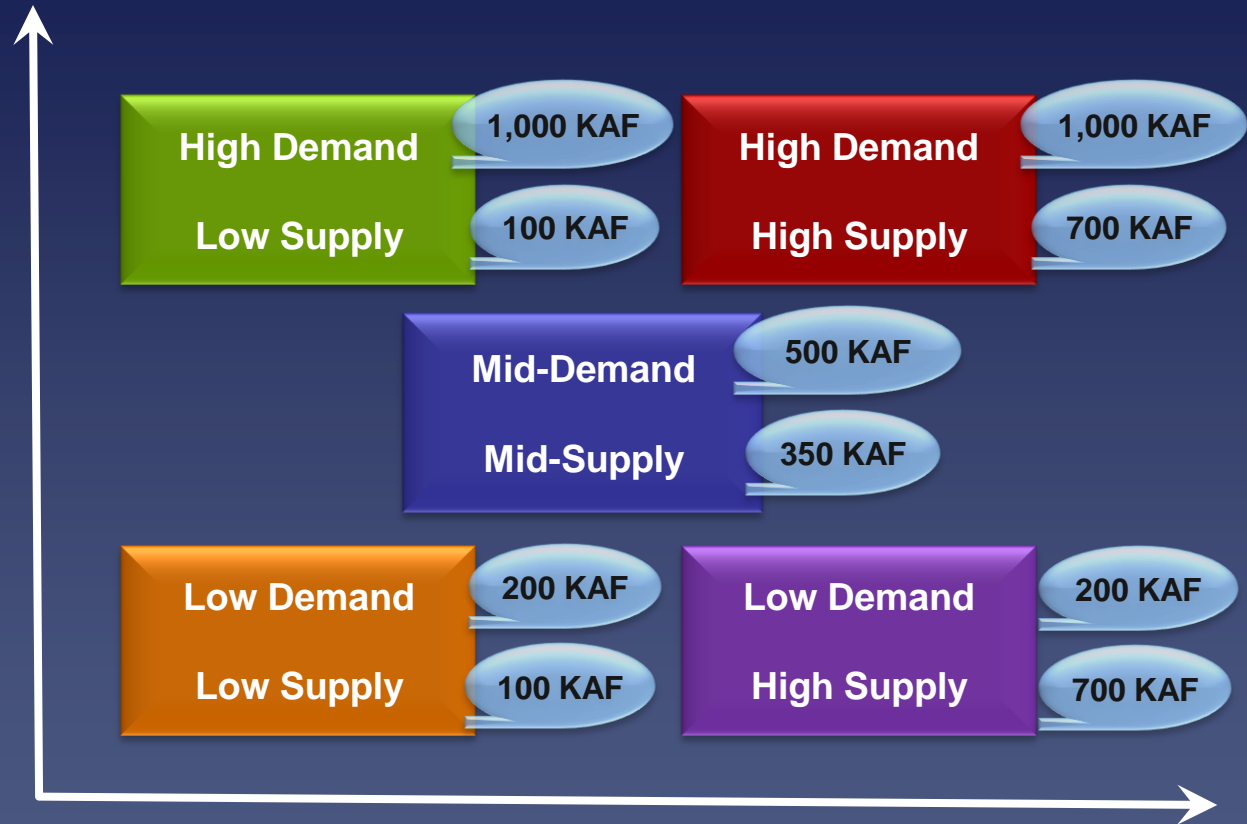 High Demand
1,000 KAF
Low Supply
100 KAF
High Demand
1,000 KAF
High Supply
700 KAF
Mid-Demand
500 KAF
Mid-Supply
350 KAF
Low Demand
200 KAF
Low Supply
100 KAF
Low Demand
200 KAF
High Supply
700 KAF